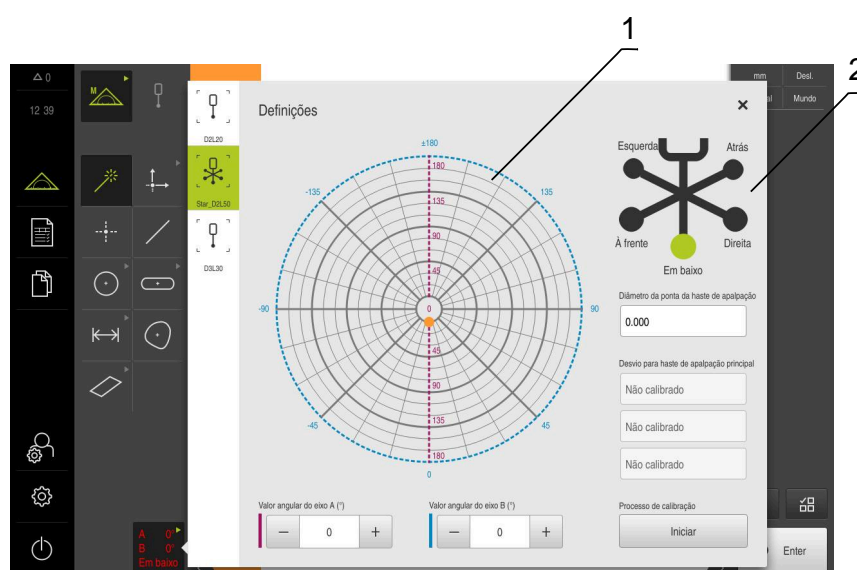 1
2
0
12 39
M
D2L20
Star_D2L50
D3L30
Definições
×
mm
Desl.
al
Mundo
±180
-135
135
-90
90
-45
45
0
180
135
90
45
0
45
90
135
180
Esquerda
Atrás
À frente
Direita
Em baixo
Diâmetro da ponta da haste de apalpação
0.000
Desvio para haste de apalpação principal
Não calibrado
Não calibrado
Não calibrado
Valor angular do eixo A (°)
Valor angular do eixo B (°)
Processo de calibração
— 0 +
— 0 +
Iniciar
A 0°
B 0°
Em baixo
Enter